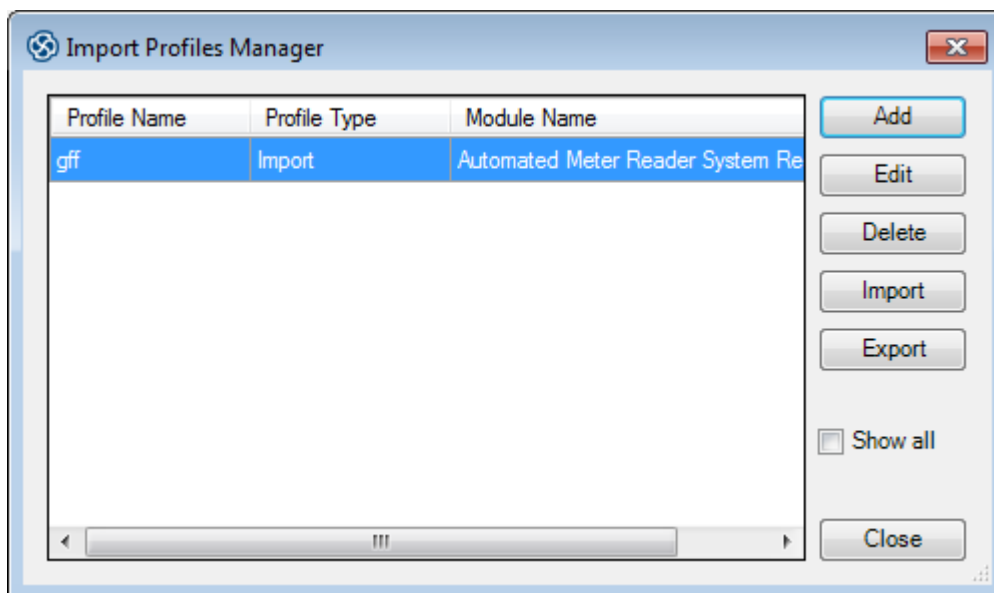 Import Profiles Manager
Profile Name Profile Type Module Name
gff Import Automated Meter Reader System Re
Add
Edit
Delete
Import
Export
Show all
Close